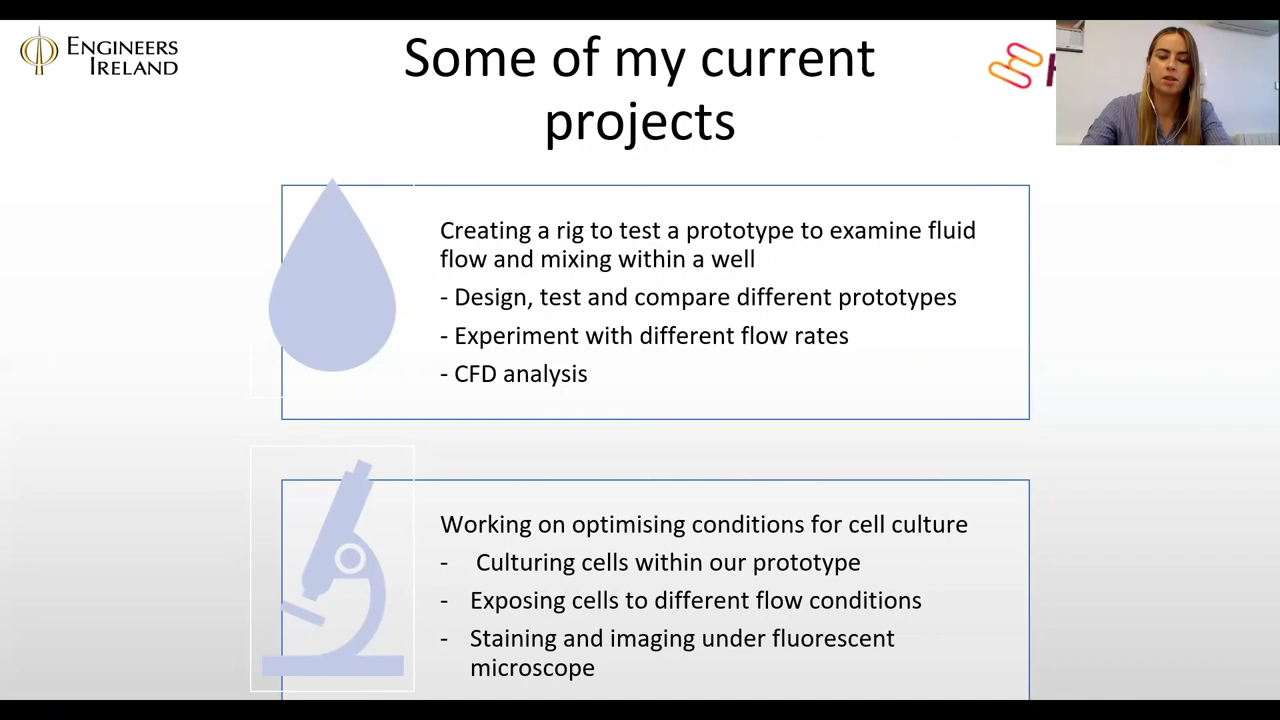 ENGINEERS
IRELAND
Some of my current
projects
Creating a rig to test a prototype to examine fluid
flow and mixing within a well
- Design, test and compare different prototypes
- Experiment with different flow rates
- CFD analysis
Working on optimising conditions for cell culture
- Culturing cells within our prototype
- Exposing cells to different flow conditions
- Staining and imaging under fluorescent
microscope